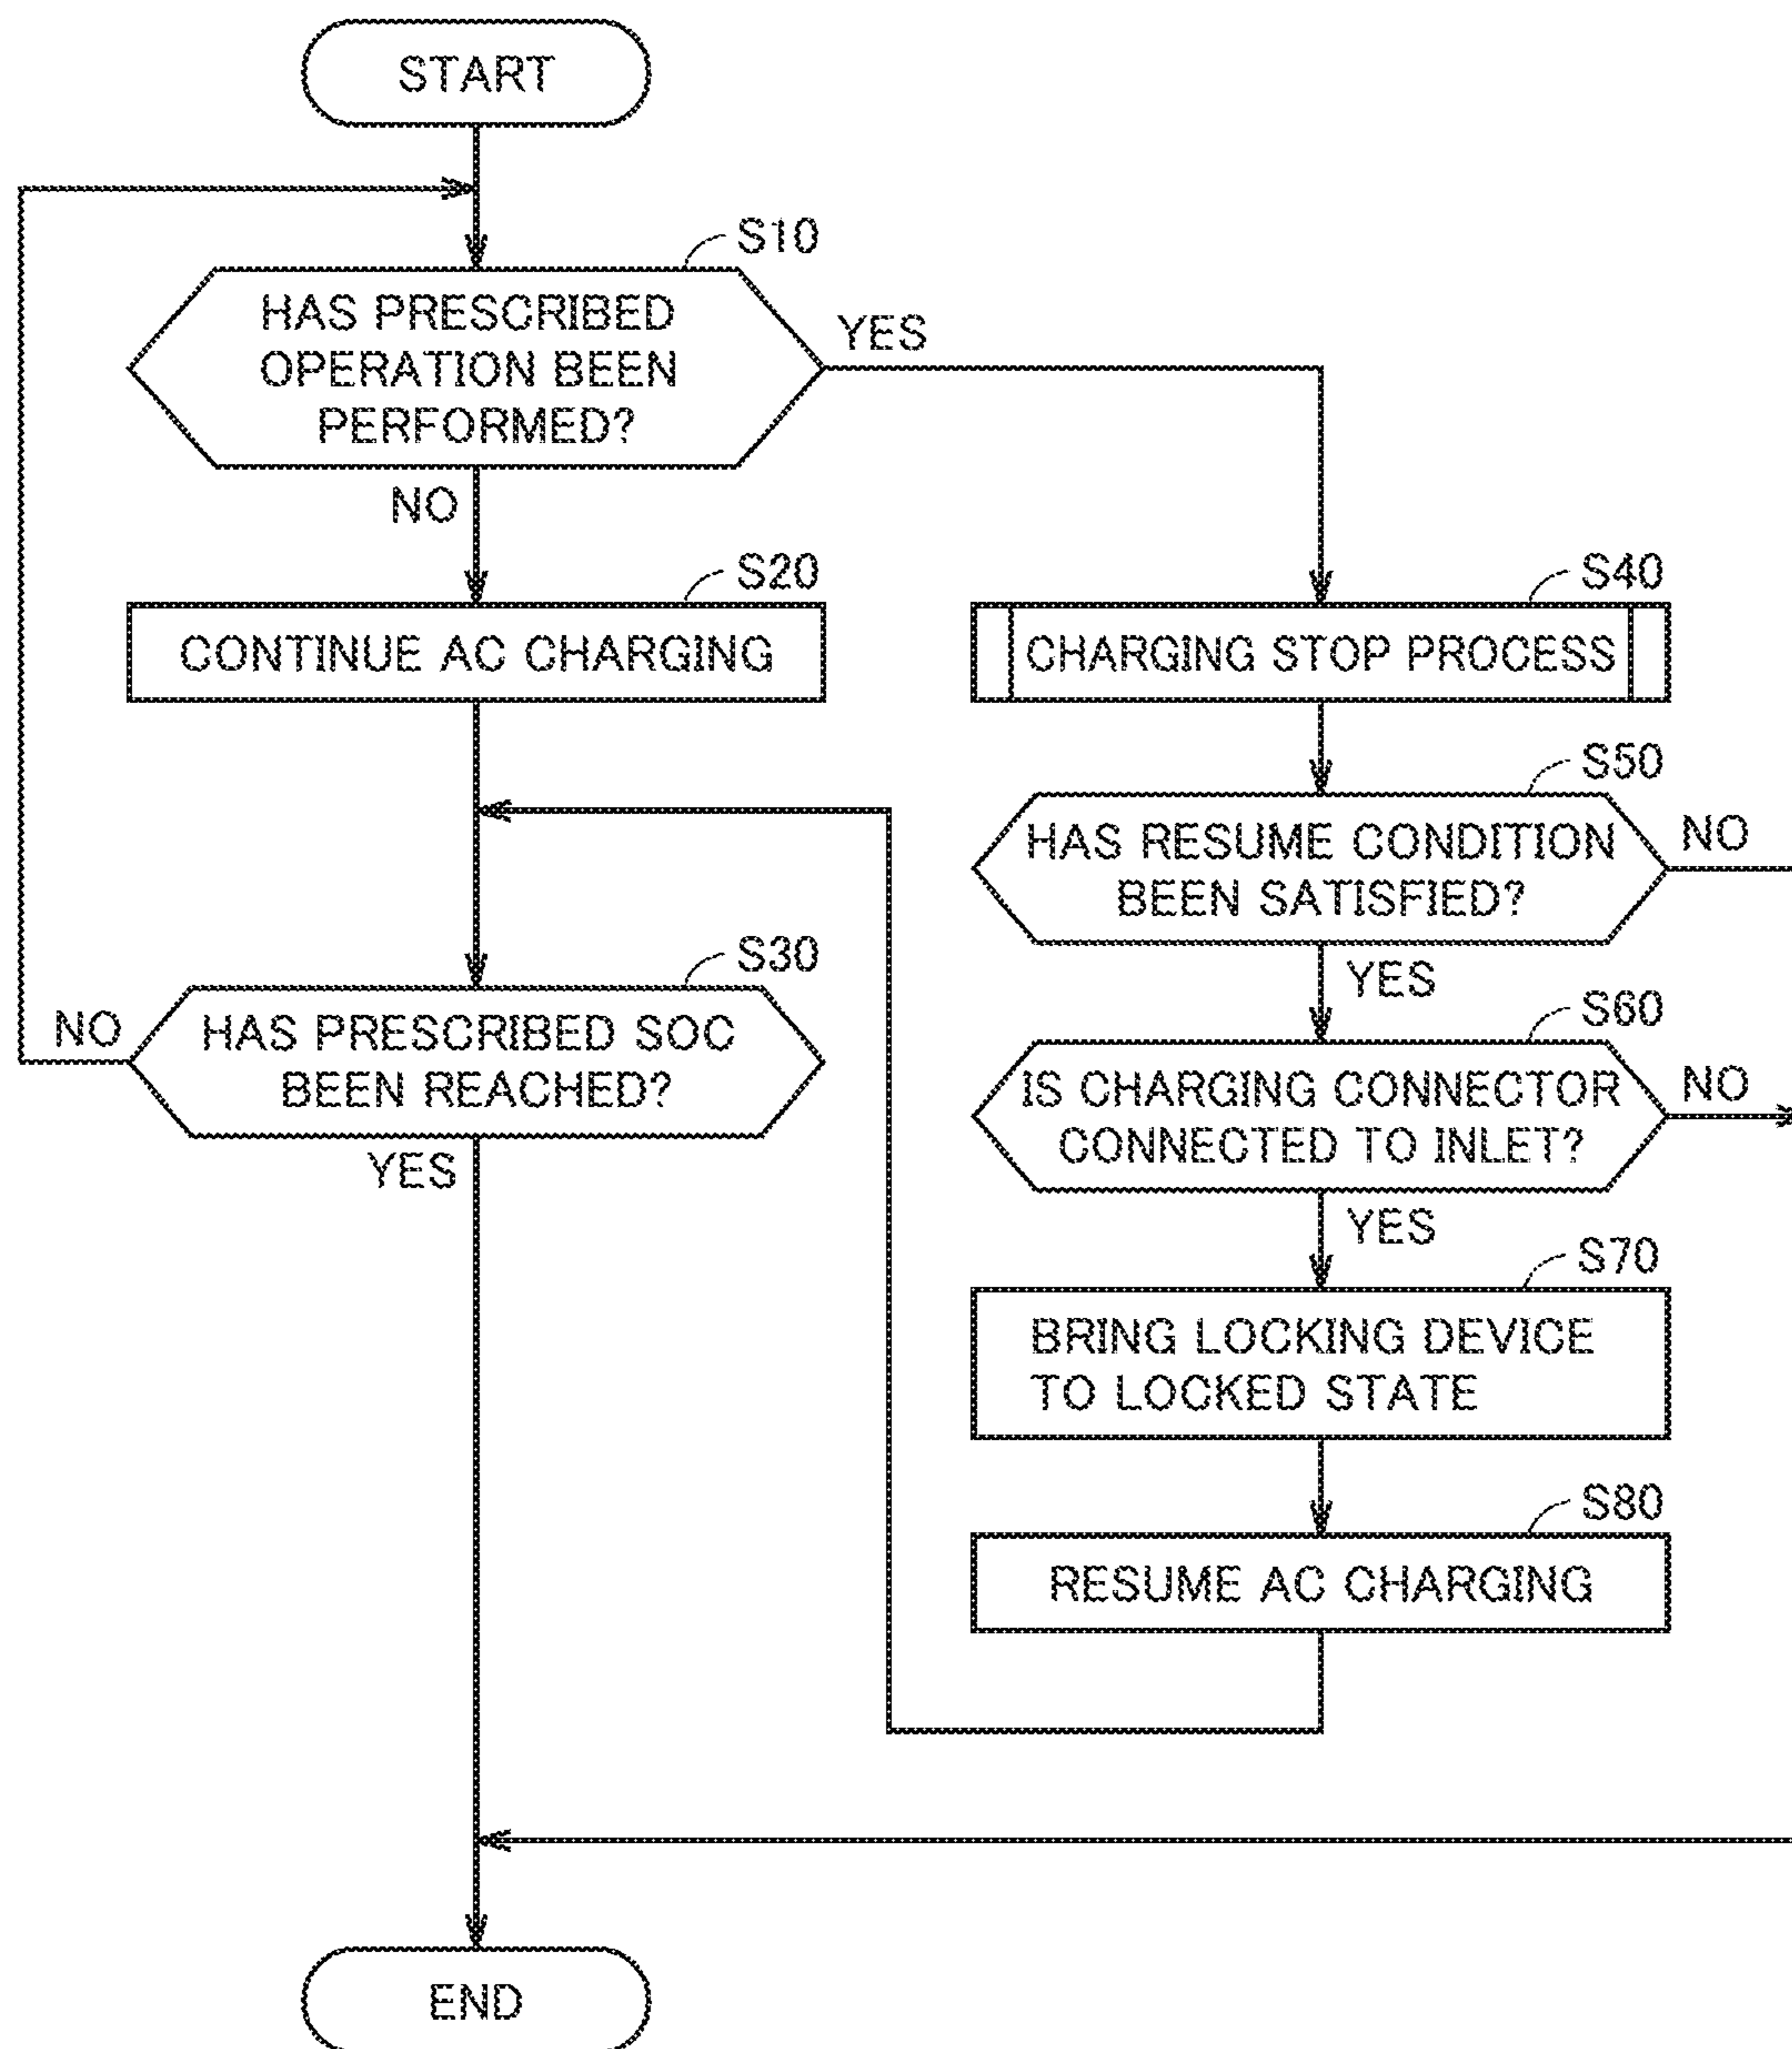 START
S10
HAS PRESCRIBED
OPERATION BEEN
PERFORMED?
YES
NO
S20
CONTINUE AC CHARGING
S40
CHARGING STOP PROCESS
S50
HAS RESUME CONDITION
BEEN SATISFIED?
NO
YES
S30
HAS PRESCRIBED SOC
BEEN REACHED?
NO
YES
S60
IS CHARGING CONNECTOR
CONNECTED TO INLET?
NO
YES
S70
BRING LOCKING DEVICE
TO LOCKED STATE
S80
RESUME AC CHARGING
END